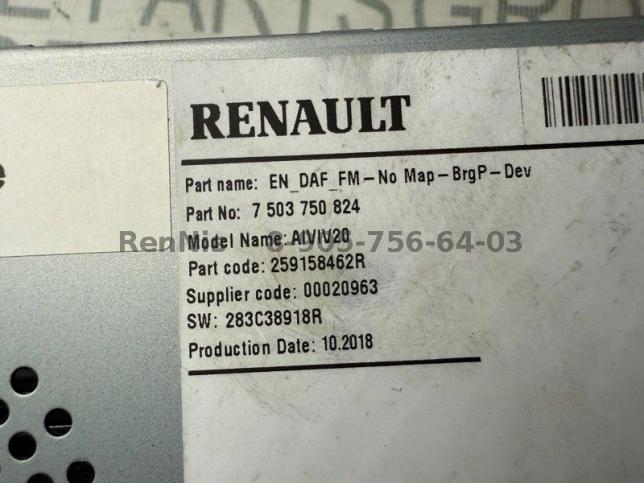 RENAULT
Part name: EN_DAF_FM-No Map-BrgP-Dev
Part No: 7 503 750 824
Model Name: AIVIV20
RenNice 8-903-756-64-03
Part code: 259158462R
Supplier code: 00020963
SW: 283C38918R
Production Date: 10.2018